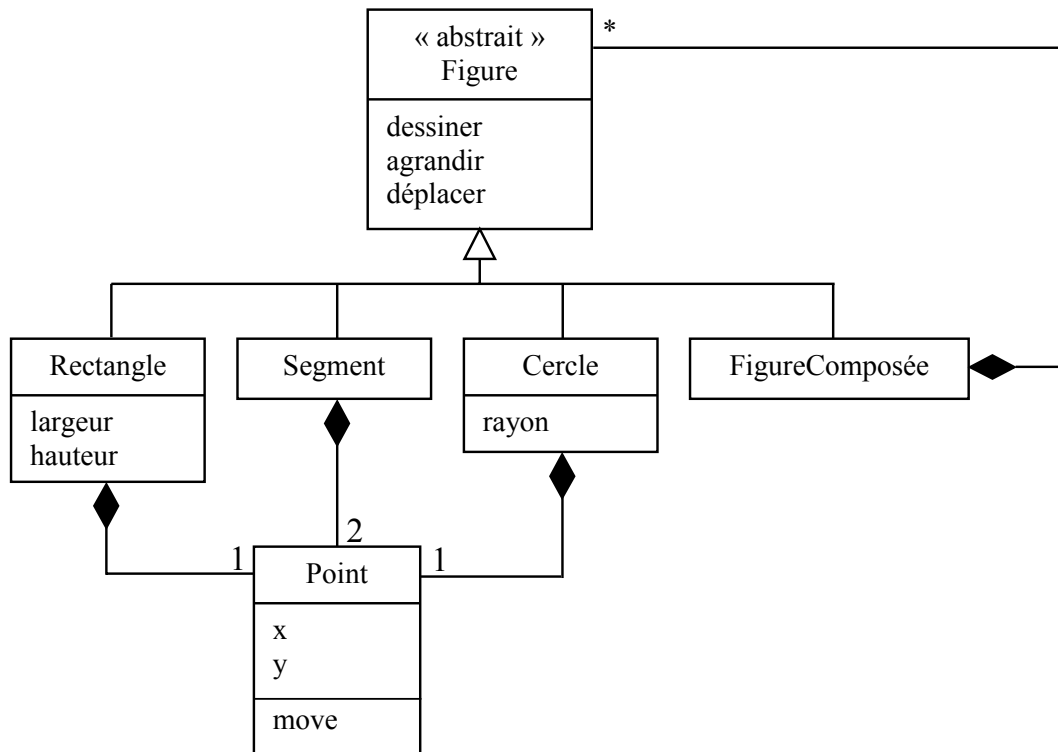 « abstrait »
Figure
*
dessiner
agrandir
déplacer
Rectangle
largeur
hauteur
Segment
Cercle
rayon
FigureComposée
1
2
1
Point
x
y
move